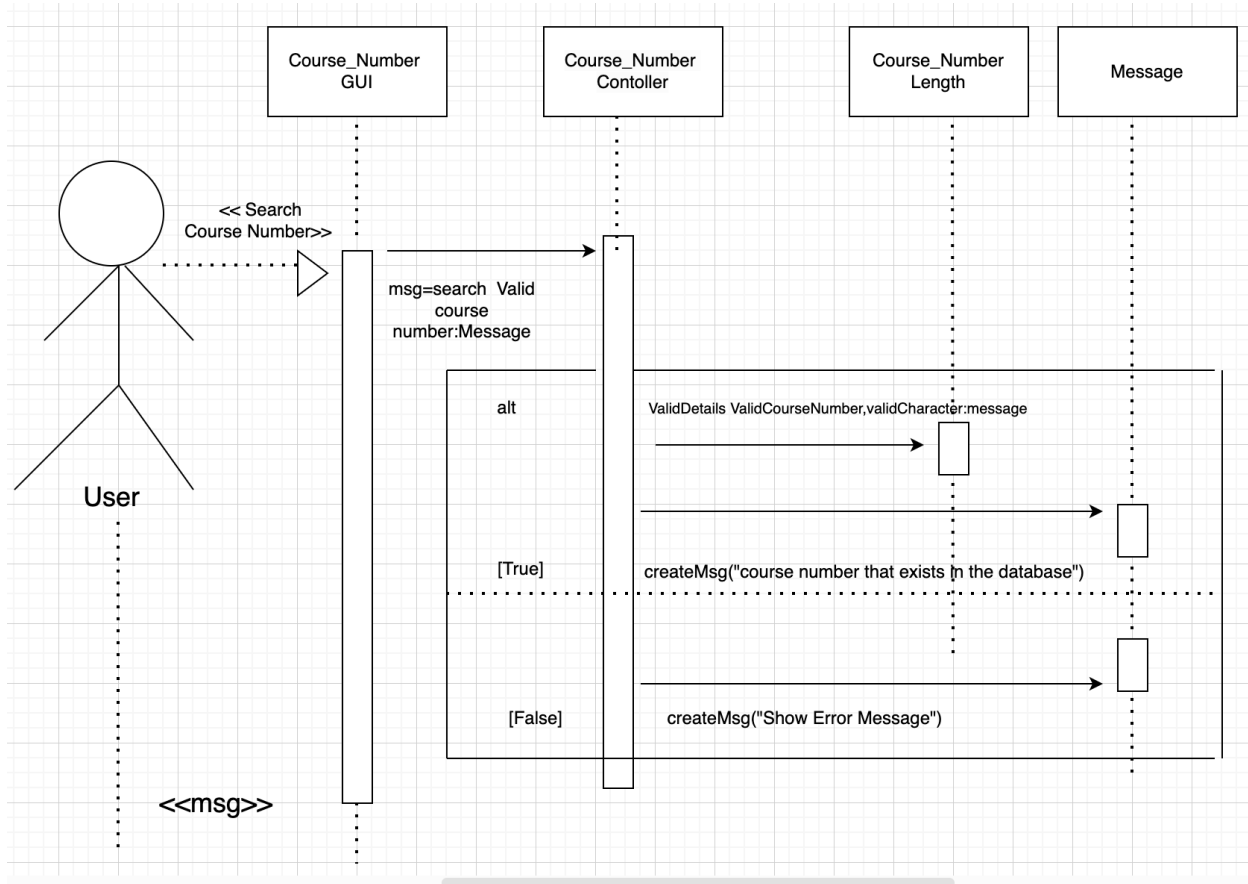 Course_Number
GUI
Course_Number
Contoller
Course_Number
Length
Message
<< Search
Course Number>>
msg=search  Valid
course
number:Message
alt
ValidDetails ValidCourseNumber,validCharacter:message
User
[True]
createMsg("course number that exists in the database")
[False]
createMsg("Show Error Message")
<<msg>>